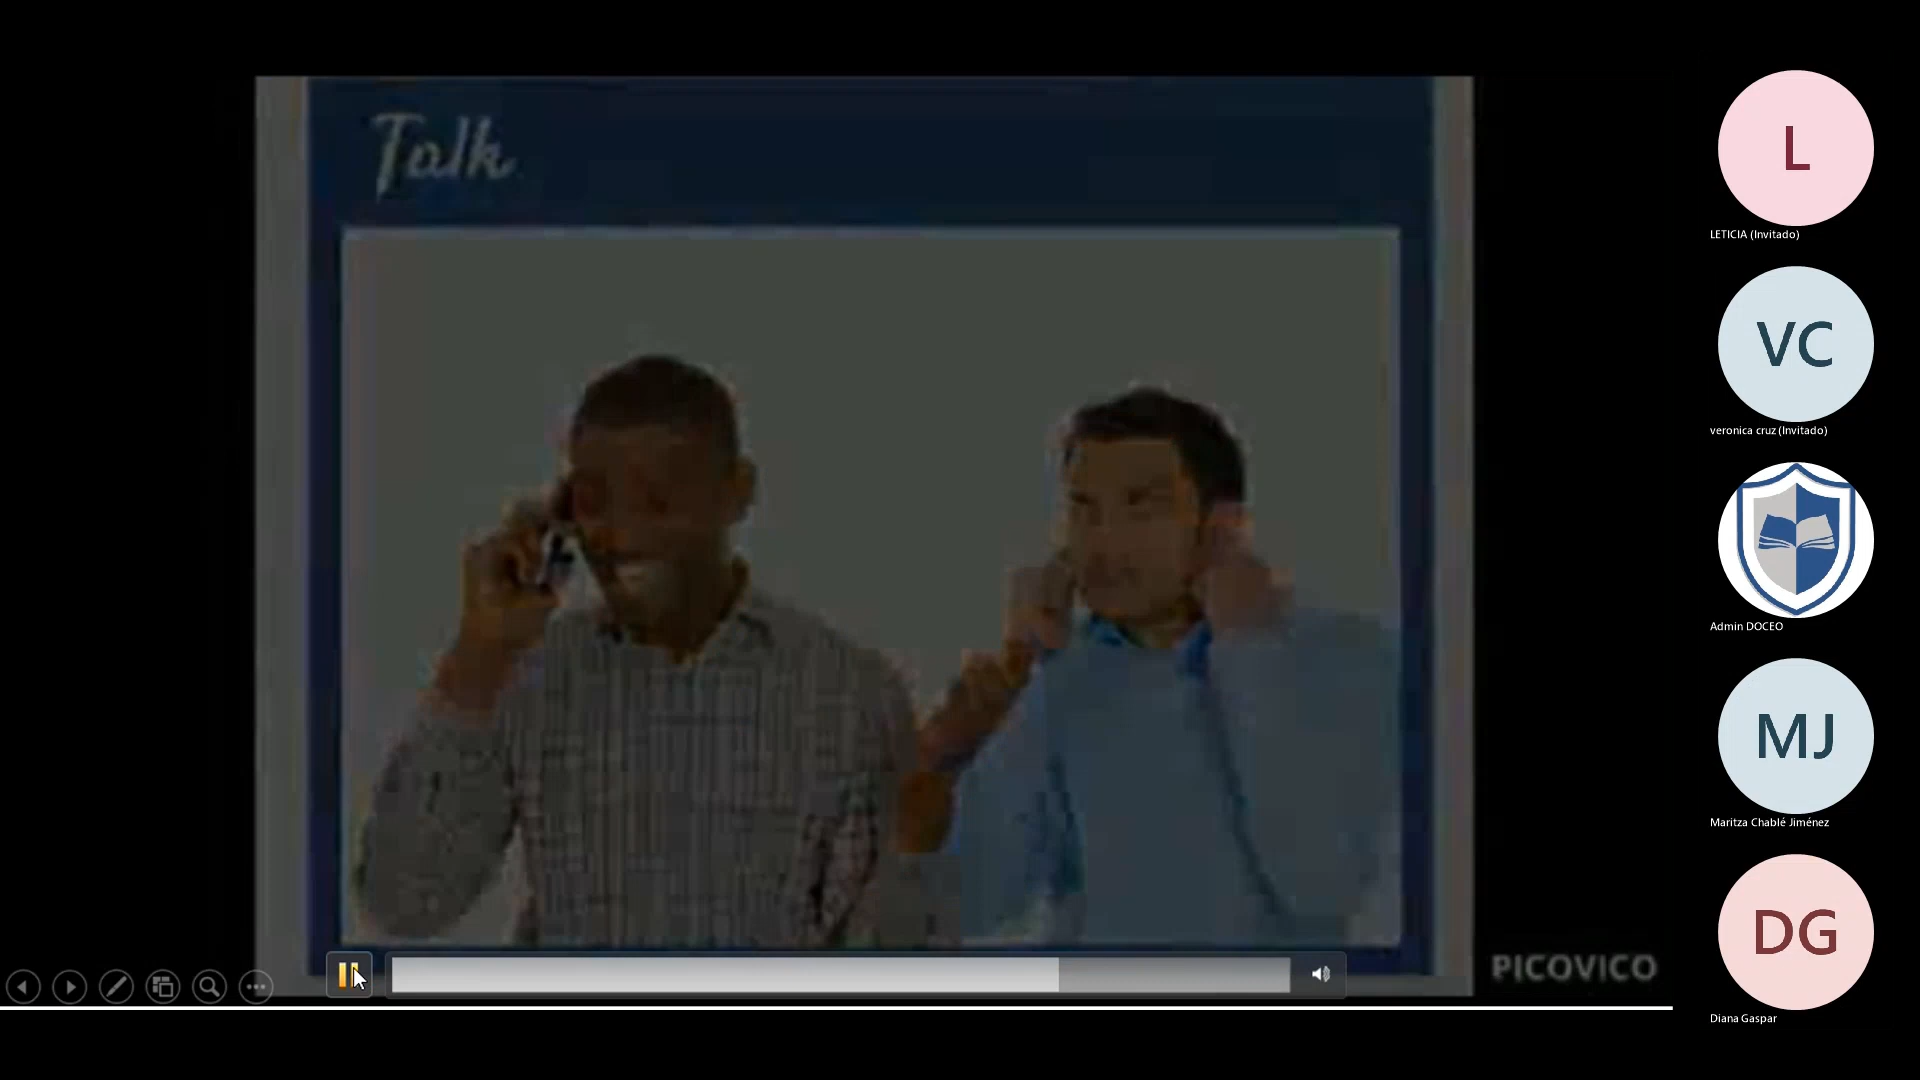 Talk
L
LETICIA (Invitado)
VC
veronica cruz (Invitado)
Admin DOCEO
MJ
Maritza Chablé Jiménez
DG
Diana Gaspar
PICOVICO